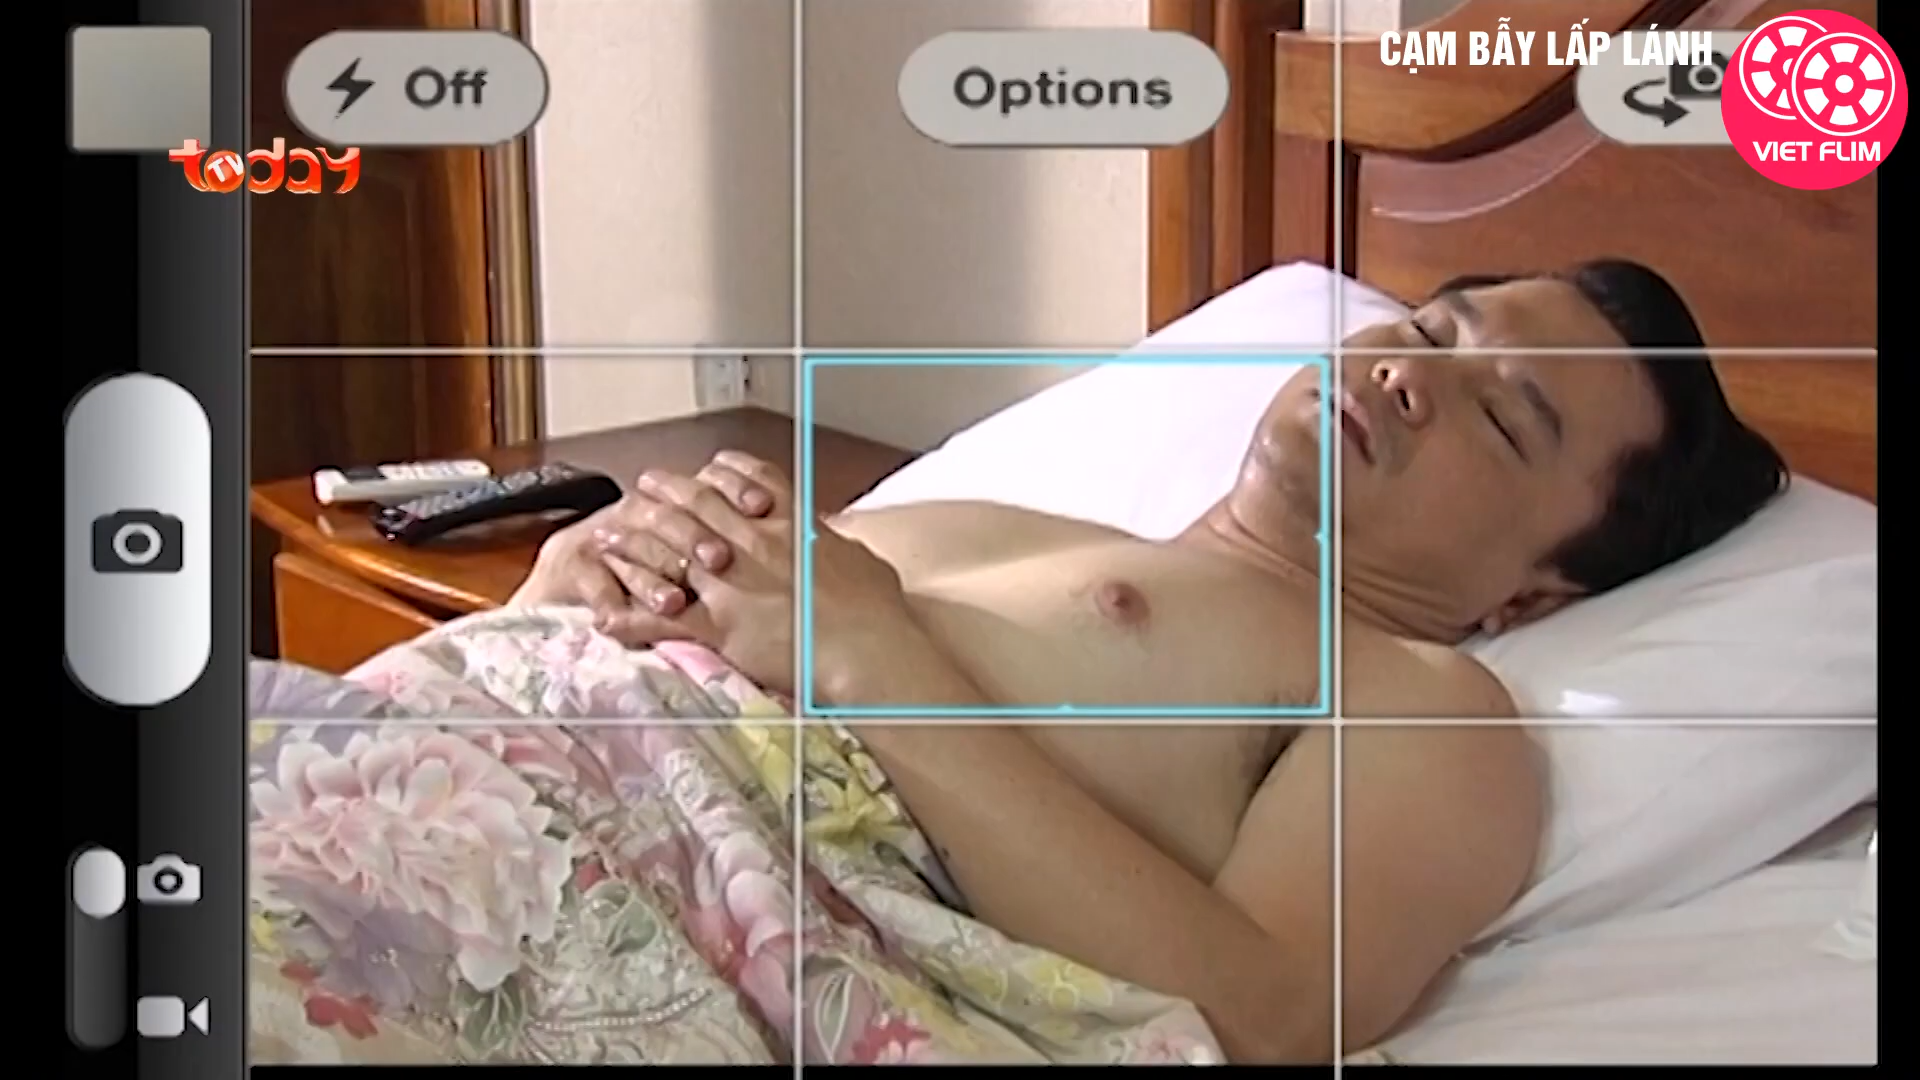 Off
Options
CẠM BẪY LẤP LÁNH
today
TV
VIET FLIM